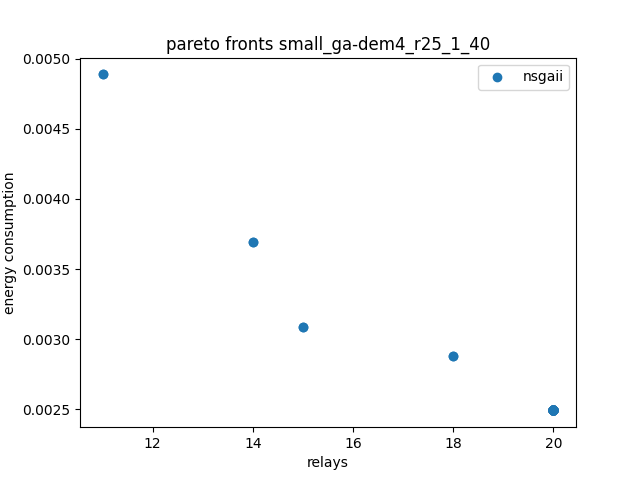 pareto fronts small_ga-dem4_r25_1_40
nsgaii
0.0050
0.0045
0.0040
0.0035
0.0030
0.0025
energy consumption
12 14 16 18 20
relays